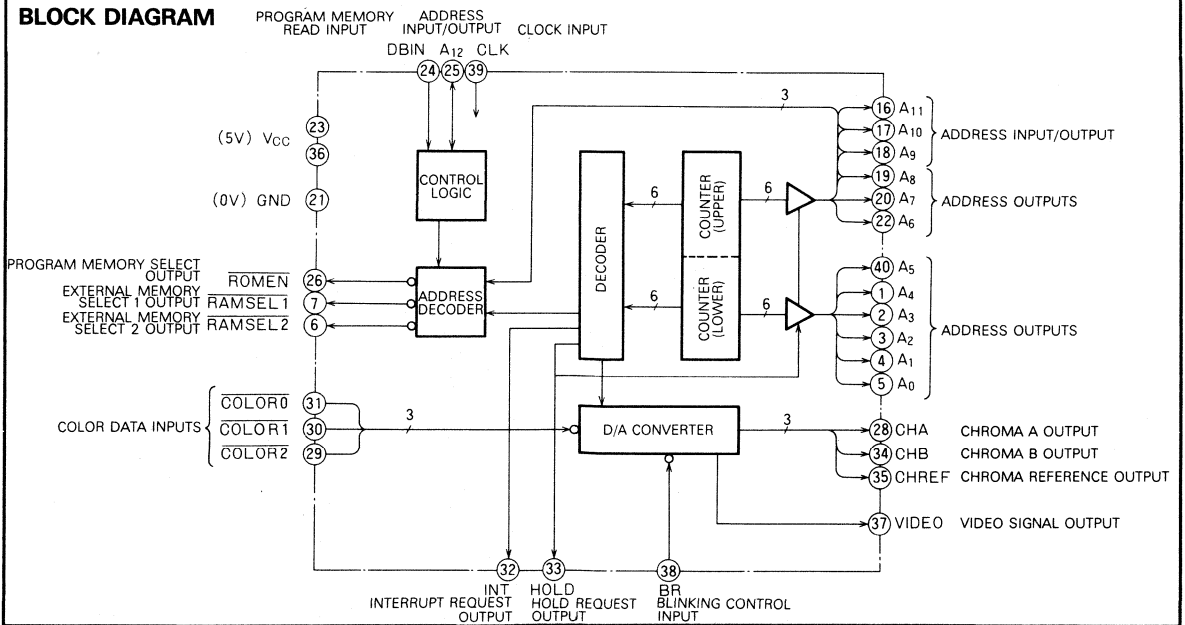 BLOCK DIAGRAM
PROGRAM MEMORY
READ INPUT
ADDRESS
INPUT/OUTPUT
CLOCK INPUT
DBIN A12 CLK
24 25 39
(5V) VCC
23
36
(0V) GND
21
PROGRAM MEMORY SELECT
OUTPUT
ROMEN
26
EXTERNAL MEMORY
SELECT 1 OUTPUT
RAMSEL1
7
EXTERNAL MEMORY
SELECT 2 OUTPUT
RAMSEL2
6
COLOR DATA INPUTS
COLOR0
31
COLOR1
30
COLOR2
29
3
CONTROL
LOGIC
ADDRESS
DECODER
DECODER
6
6
COUNTER
(UPPER)
COUNTER
(LOWER)
6
6
3
D/A CONVERTER
3
16 A11
17 A10
18 A9
ADDRESS INPUT/OUTPUT
19 A8
20 A7
22 A6
ADDRESS OUTPUTS
40 A5
1 A4
2 A3
3 A2
4 A1
5 A0
ADDRESS OUTPUTS
28 CHA CHROMA A OUTPUT
34 CHB CHROMA B OUTPUT
35 CHREF CHROMA REFERENCE OUTPUT
37 VIDEO VIDEO SIGNAL OUTPUT
32 33 38
INT HOLD BR
INTERRUPT REQUEST
OUTPUT
HOLD REQUEST
OUTPUT
BLINKING CONTROL
INPUT